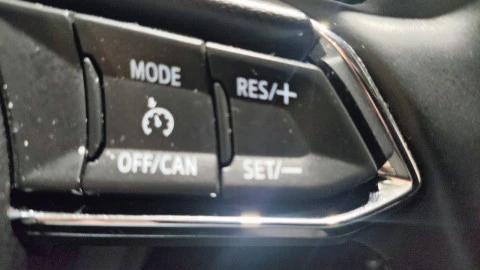 MODE
OFF/CAN
RES/+
SET/—